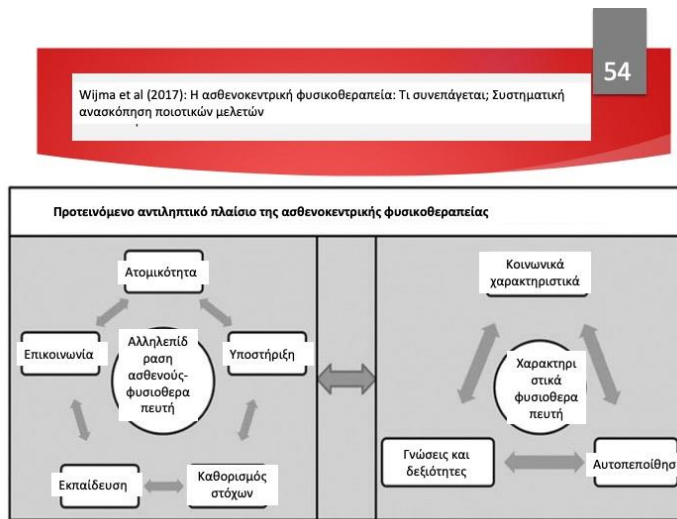 54
Wijma et al (2017): Η ασθενοκεντρική φυσικοθεραπεία: Τι συνεπάγεται; Συστηματική
ανασκόπηση ποιοτικών μελετών
Προτεινόμενο αντιληπτικό πλαίσιο της ασθενοκεντρικής φυσικοθεραπείας
Ατομικότητα
Επικοινωνία
Αλληλεπίδ
ραση
ασθενούς-
φυσιοθερα
πευτή
Υποστήριξη
Εκπαίδευση
Καθορισμός
στόχων
Κοινωνικά
χαρακτηριστικά
Χαρακτηρι
στικά
φυσιοθερα
πευτή
Γνώσεις και
δεξιότητες
Αυτοπεποίθησ